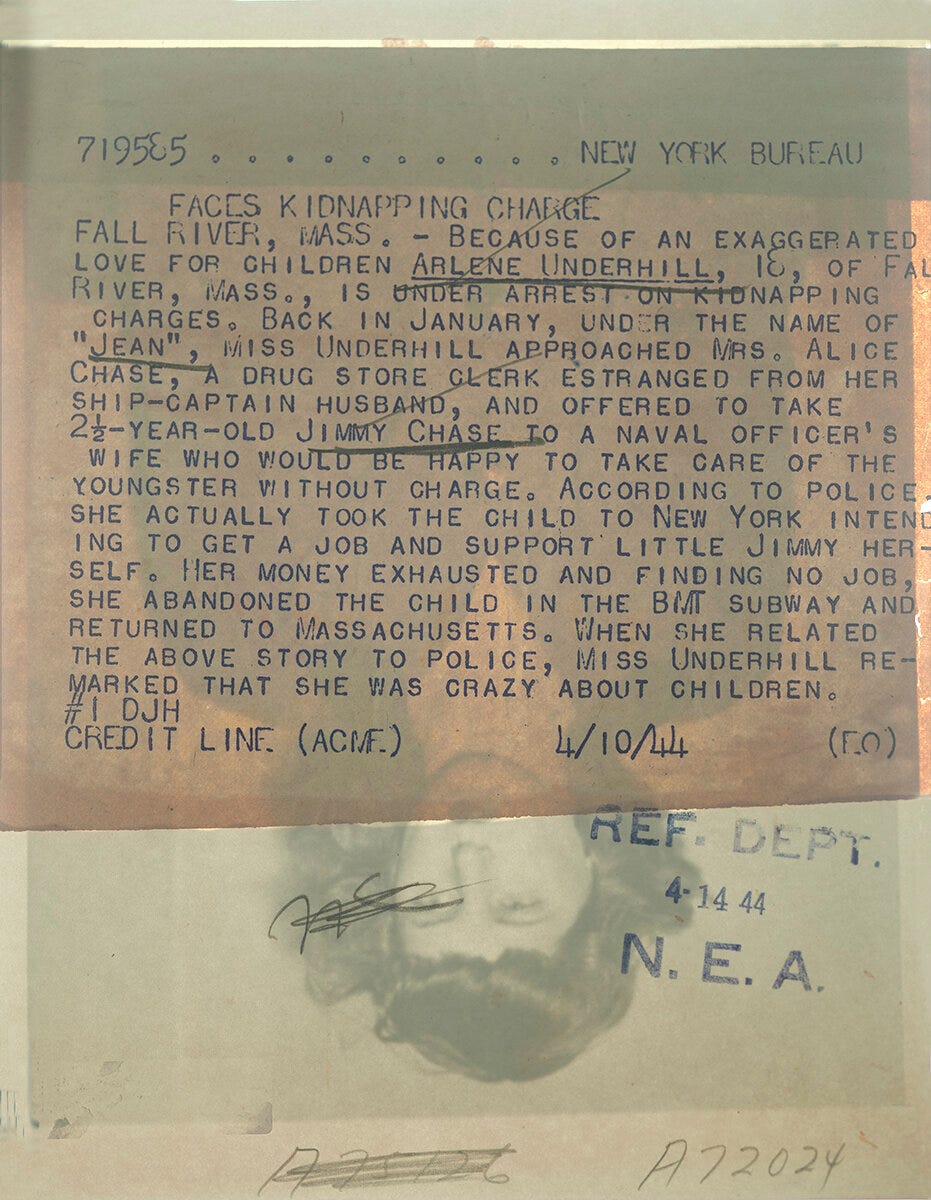 719585 . . . . . . . . . . . . NEW YORK BUREAU
FACES KIDNAPPING CHARGE
FALL RIVER, MASS. - BECAUSE OF AN EXAGGERATED
LOVE FOR CHILDREN ARLENE UNDERHILL, 18, OF FAL
RIVER, MASS., IS UNDER ARREST ON KIDNAPPING
CHARGES. BACK IN JANUARY, UNDER THE NAME OF
"JEAN", MISS UNDERHILL APPROACHED MRS. ALICE
CHASE, A DRUG STORE CLERK ESTRANGED FROM HER
SHIP-CAPTAIN HUSBAND, AND OFFERED TO TAKE
2½-YEAR-OLD JIMMY CHASE TO A NAVAL OFFICER'S
WIFE WHO WOULD BE HAPPY TO TAKE CARE OF THE
YOUNGSTER WITHOUT CHARGE. ACCORDING TO POLICE,
SHE ACTUALLY TOOK THE CHILD TO NEW YORK INTEND
ING TO GET A JOB AND SUPPORT LITTLE JIMMY HER-
SELF. HER MONEY EXHAUSTED AND FINDING NO JOB,
SHE ABANDONED THE CHILD IN THE BMT SUBWAY AND
RETURNED TO MASSACHUSETTS. WHEN SHE RELATED
THE ABOVE STORY TO POLICE, MISS UNDERHILL RE-
MARKED THAT SHE WAS CRAZY ABOUT CHILDREN.
#1 DJH
CREDIT LINE (ACME) 4/10/44 (EO)
REF. DEPT.
4-14 44
N. E. A.
A72024